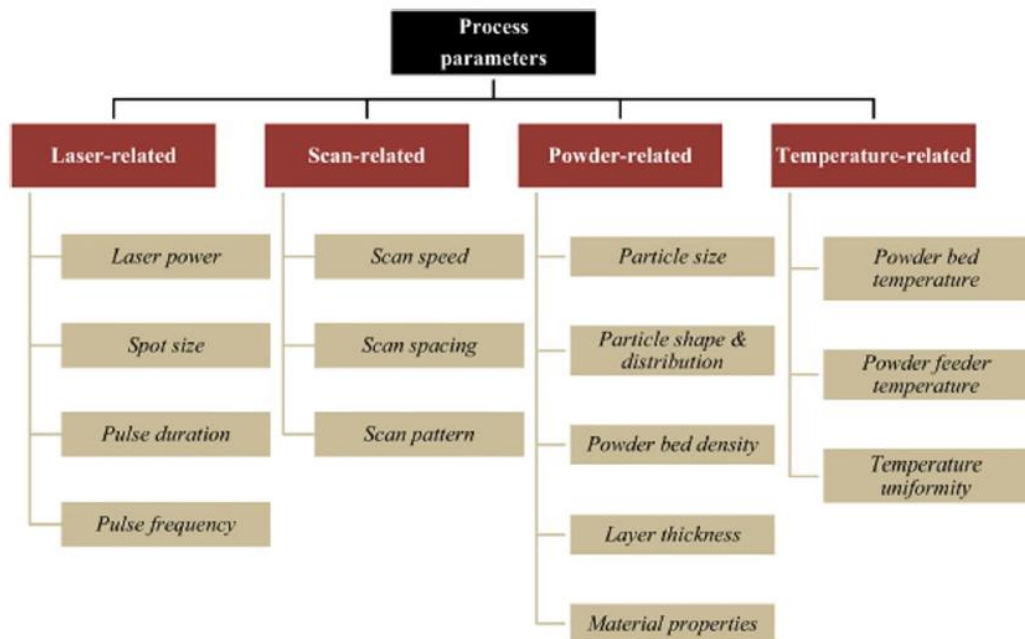 Process
parameters
Laser-related
Scan-related
Powder-related
Temperature-related
Laser power
Spot size
Pulse duration
Pulse frequency
Scan speed
Scan spacing
Scan pattern
Particle size
Particle shape &
distribution
Powder bed density
Layer thickness
Material properties
Powder bed
temperature
Powder feeder
temperature
Temperature
uniformity